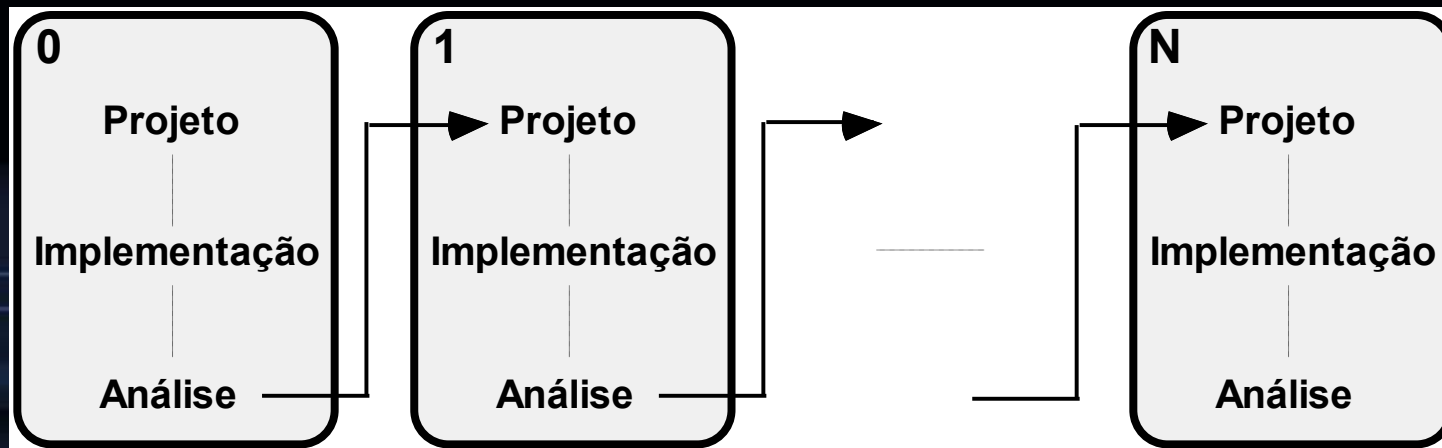 0
Projeto
Implementação
Análise
1
Projeto
Implementação
Análise
N
Projeto
Implementação
Análise